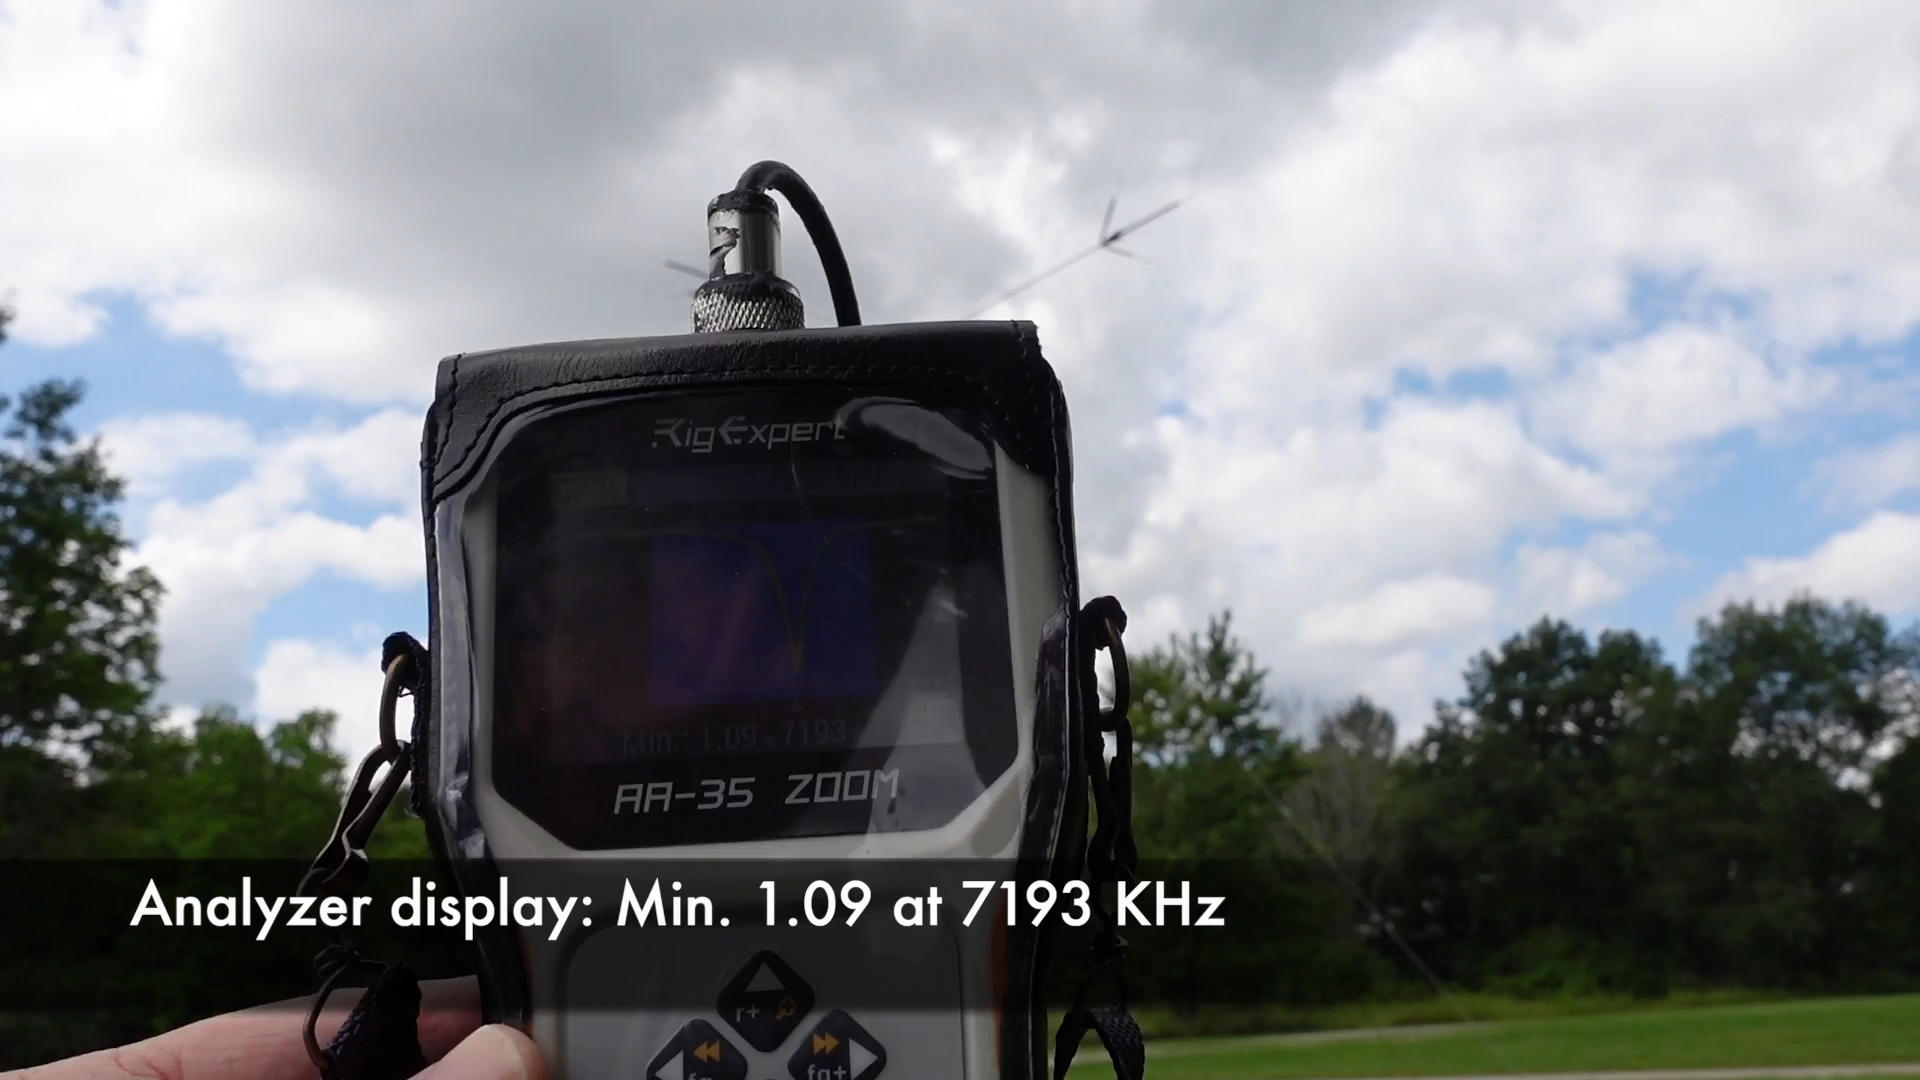 RigExpert
Min.: 1.09 - 7193
AA-35 ZOOM
Analyzer display: Min. 1.09 at 7193 KHz
r+